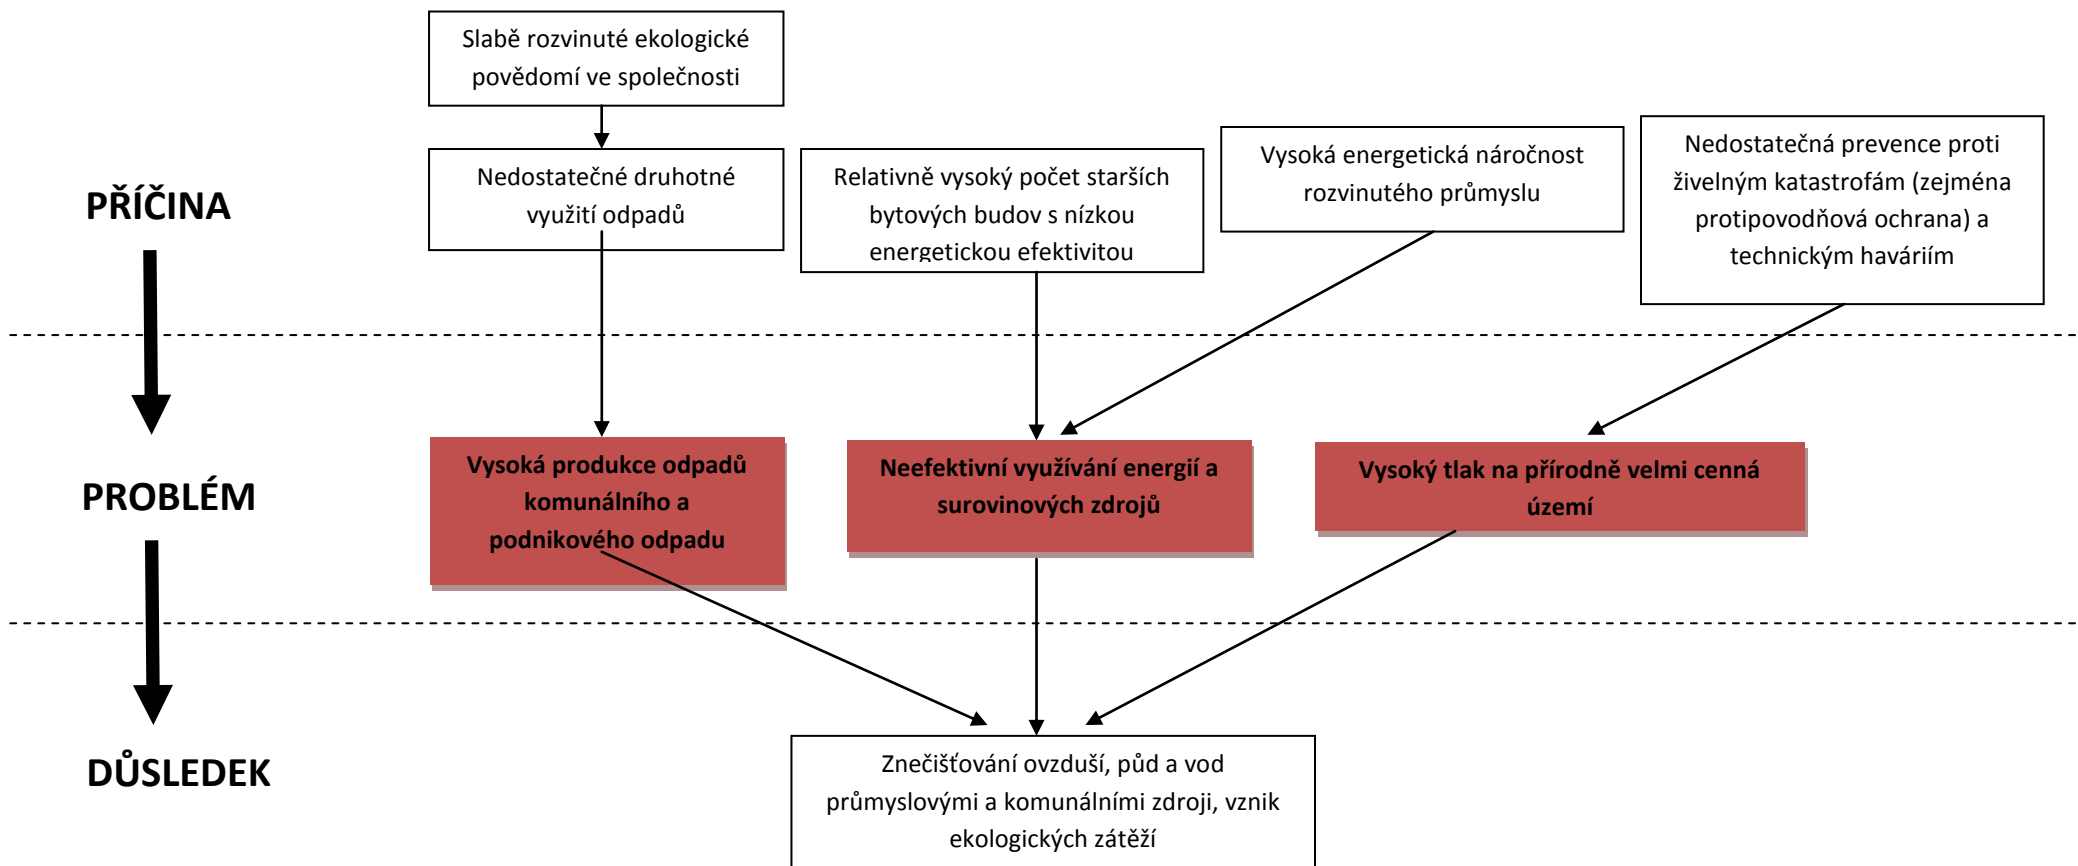 Slabě rozvinuté ekologické
povědomí ve společnosti
PŘÍČINA
Nedostatečné druhotné
využití odpadů
Relativně vysoký počet starších
bytových budov s nízkou
energetickou efektivitou
Vysoká energetická náročnost
rozvinutého průmyslu
Nedostatečná prevence proti
živelným katastrofám (zejména
protipovodňová ochrana) a
technickým haváriím
PROBLÉM
Vysoká produkce odpadů
komunálního a
podnikového odpadu
Neefektivní využívání energií a
surovinových zdrojů
Vysoký tlak na přírodně velmi cenná
území
DŮSLEDEK
Znečišťování ovzduší, půd a vod
průmyslovými a komunálními zdroji, vznik
ekologických zátěží